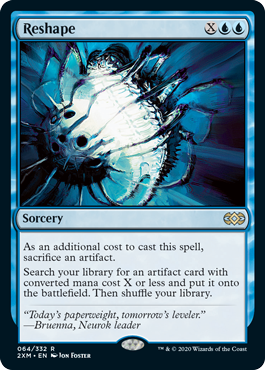 Reshape XUU
Sorcery
As an additional cost to cast this spell,
sacrifice an artifact.
Search your library for an artifact card with
converted mana cost X or less and put it onto
the battlefield. Then shuffle your library.
“Today's paperweight, tomorrow's leveler.”
—Bruenna, Neurok leader
064/332 R
2XM • EN Jon Foster ™ & © 2020 Wizards of the Coast